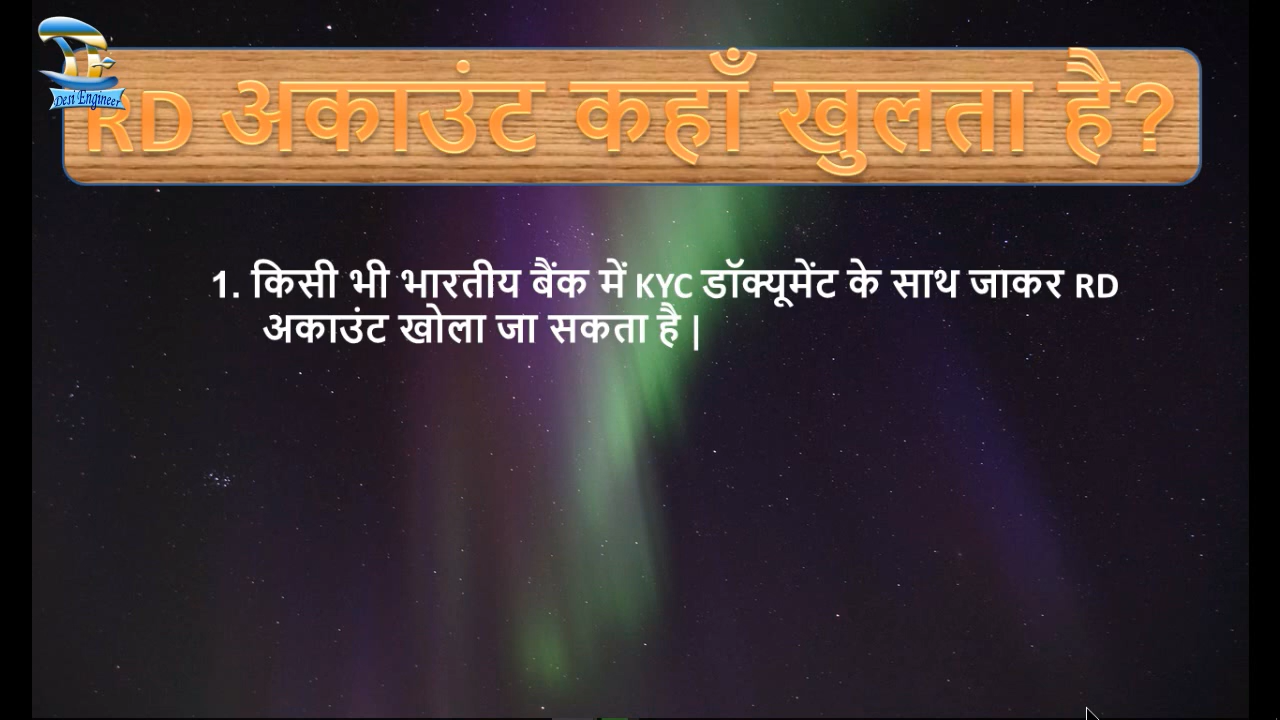 Desi Engineer
RD अकाउंट कहाँ खुलता है?
1. किसी भी भारतीय बैंक में KYC डॉक्यूमेंट के साथ जाकर RD
अकाउंट खोला जा सकता है |